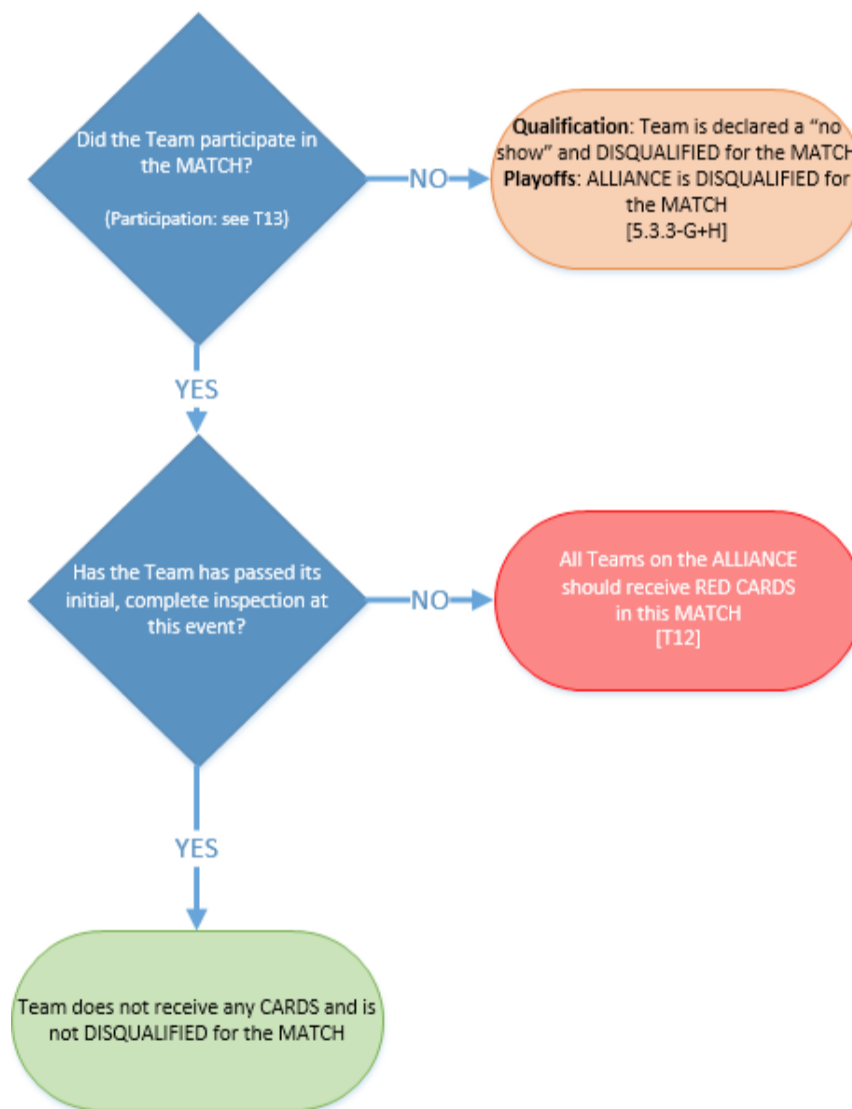 Did the Team participate in
the MATCH?
(Participation: see T13)
NO
Qualification: Team is declared a “no
show” and DISQUALIFIED for the MATCH
Playoffs: ALLIANCE is DISQUALIFIED for
the MATCH
[5.3.3-G+H]
YES
Has the Team has passed its
initial, complete inspection at
this event?
NO
All Teams on the ALLIANCE
should receive RED CARDS
in this MATCH
[T12]
YES
Team does not receive any CARDS and is
not DISQUALIFIED for the MATCH